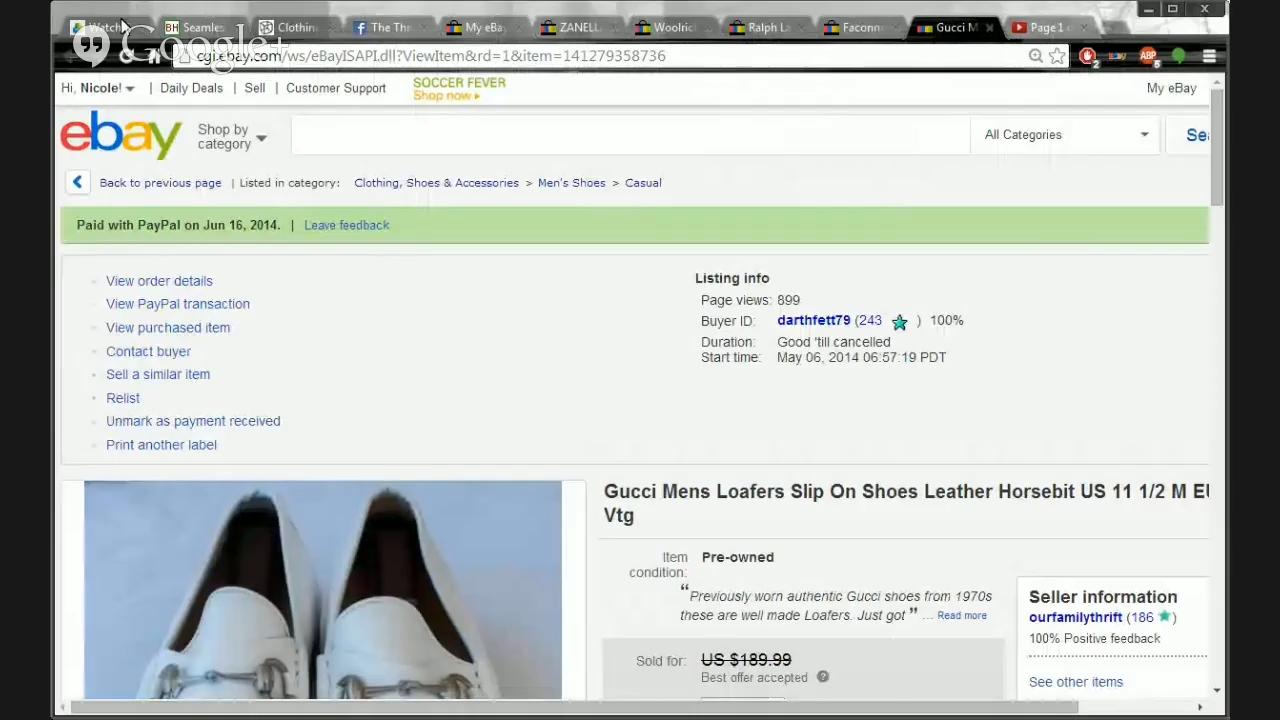 Watch
Seamles
Clothin
The Thr
My eBa
ZANELL
Woolric
Ralph La
Faconn
Gucci M
Page 1
Google+
cgi.ebay.com/ws/eBayISAPI.dll?ViewItem&rd=1&item=141279358736
Hi, Nicole! | Daily Deals | Sell | Customer Support
SOCCER FEVER
Shop now
My eBay
ebay
Shop by
category
All Categories
Sea
Back to previous page | Listed in category: Clothing, Shoes & Accessories > Men's Shoes > Casual
Paid with PayPal on Jun 16, 2014. | Leave feedback
View order details
View PayPal transaction
View purchased item
Contact buyer
Sell a similar item
Relist
Unmark as payment received
Print another label
Listing info
Page views: 899
Buyer ID: darthfett79 (243 ) 100%
Duration: Good 'till cancelled
Start time: May 06, 2014 06:57:19 PDT
Gucci Mens Loafers Slip On Shoes Leather Horsebit US 11 1/2 M EU
Vtg
Item
condition:
Pre-owned
“Previously worn authentic Gucci shoes from 1970s
these are well made Loafers. Just got ” ... Read more
Sold for: US $189.99
Best offer accepted
Seller information
ourfamilythrift (186 )
100% Positive feedback
See other items